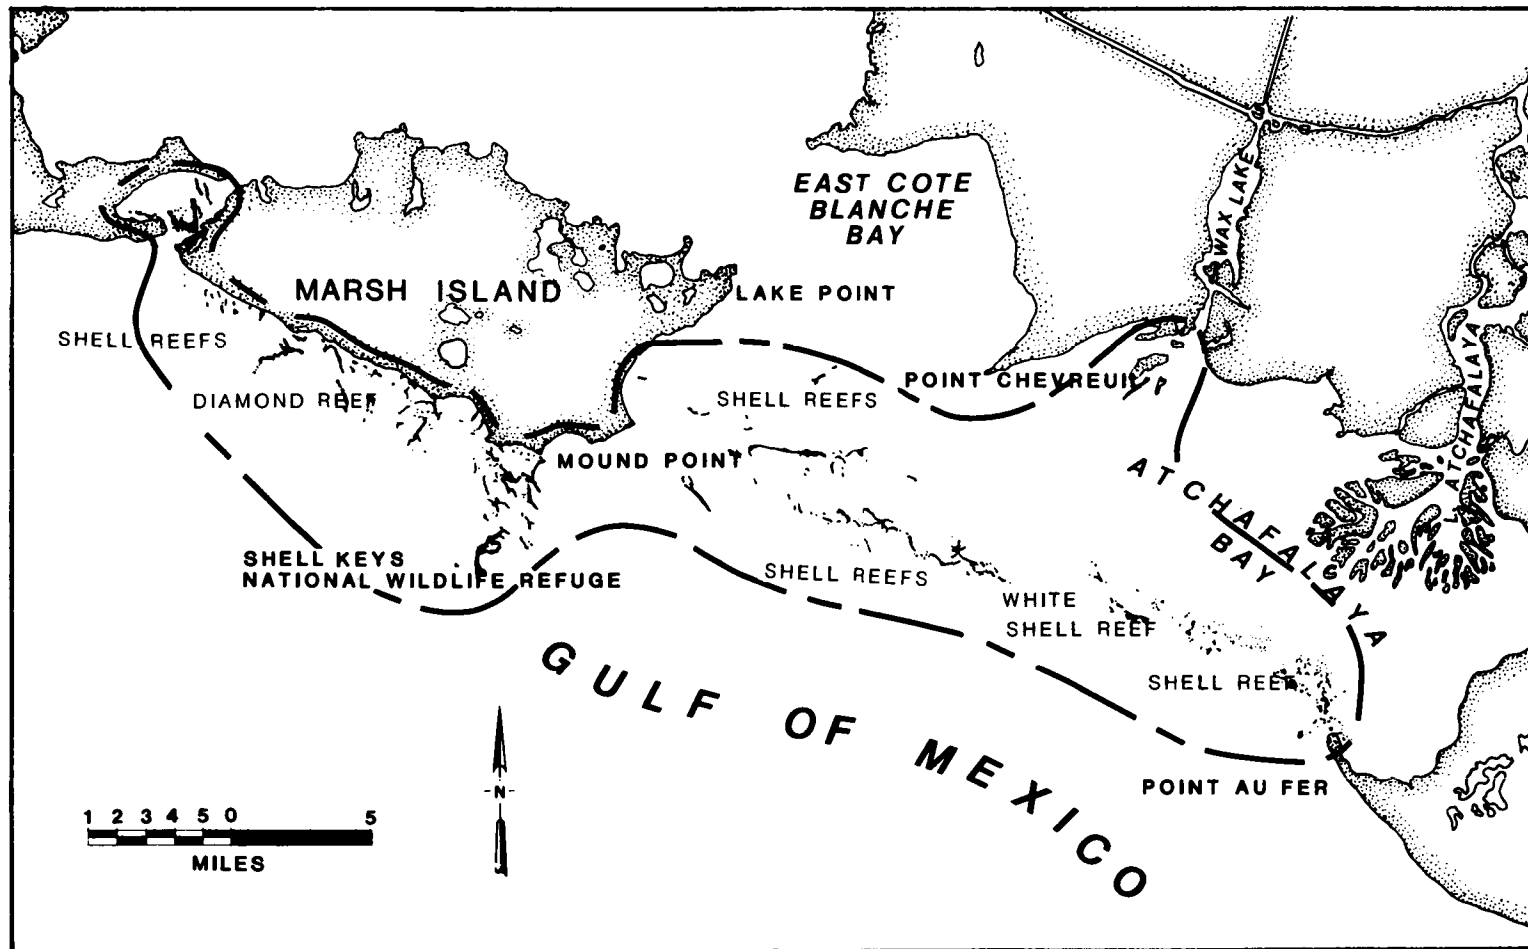 EAST COTE
BLANCHE
BAY
WAX LAKE
MARSH ISLAND
LAKE POINT
SHELL REEFS
L. ATCHAFALAYA
DIAMOND REEF
POINT CHEVREUIL
SHELL REEFS
MOUND POINT
ATCHAFALAYA
BAY
SHELL KEYS
NATIONAL WILDLIFE REFUGE
SHELL REEFS
WHITE
SHELL REEF
SHELL REEF
GULF OF MEXICO
-N-
POINT AU FER
1 2 3 4 5 0 5
MILES